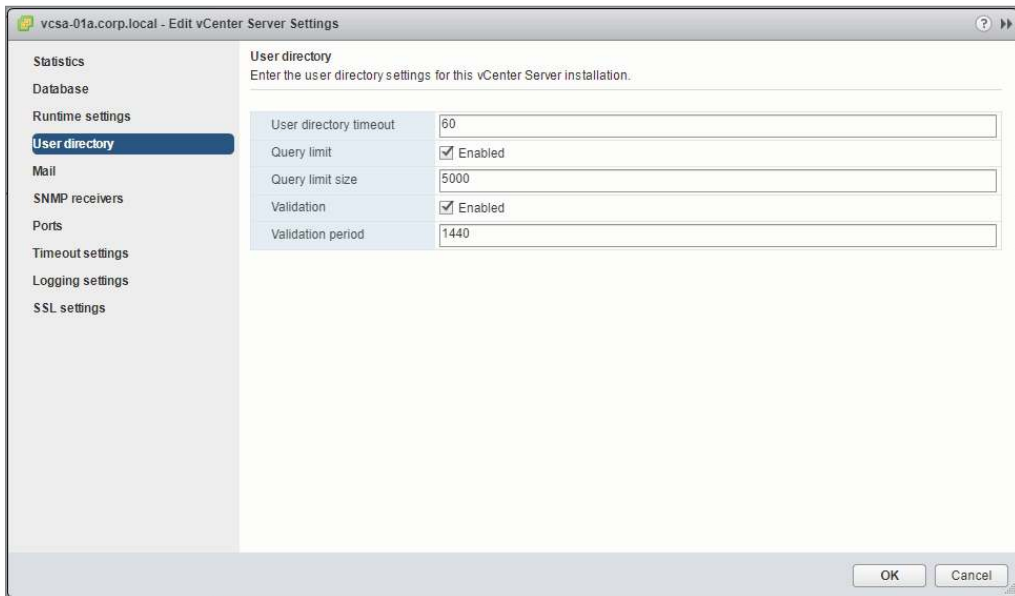 vcsa-01a.corp.local - Edit vCenter Server Settings
?
Statistics
Database
Runtime settings
User directory
Mail
SNMP receivers
Ports
Timeout settings
Logging settings
SSL settings
User directory
Enter the user directory settings for this vCenter Server installation.
User directory timeout 60
Query limit Enabled
Query limit size 5000
Validation Enabled
Validation period 1440
OK Cancel